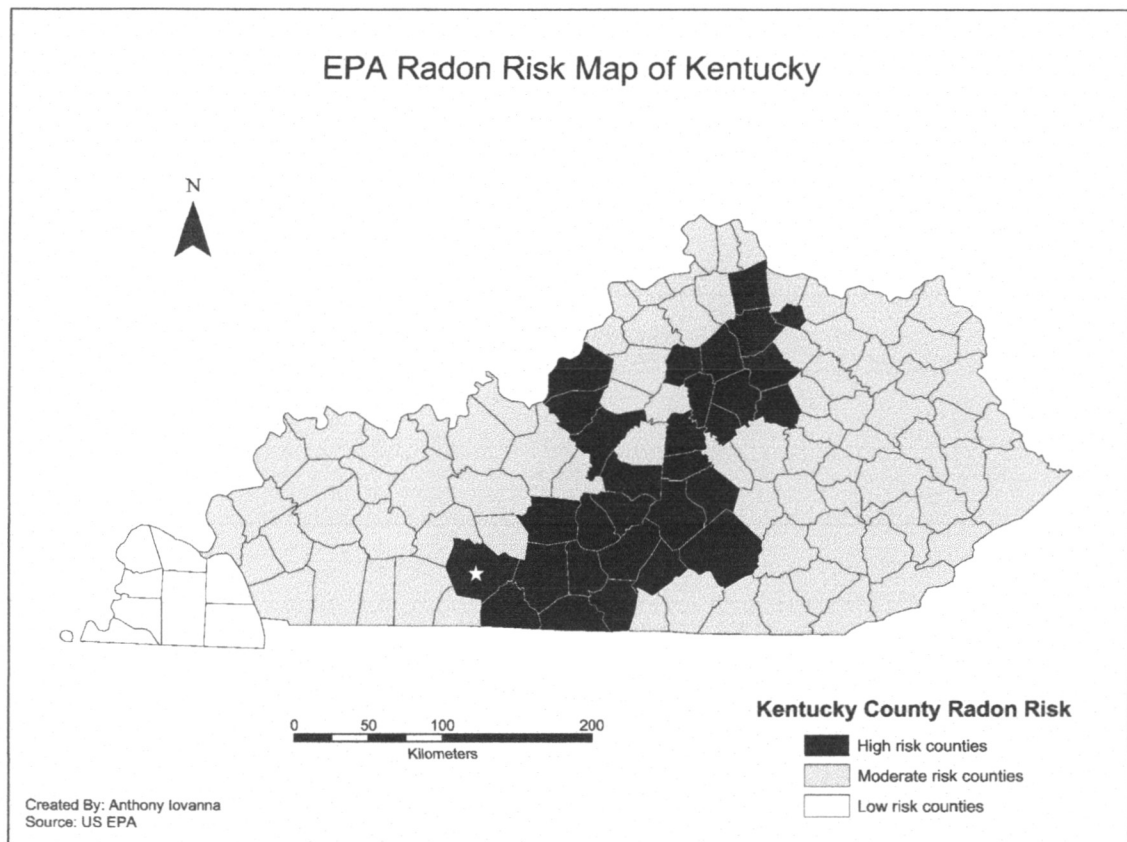 EPA Radon Risk Map of Kentucky
N
0 50 100 200
Kilometers
Kentucky County Radon Risk
High risk counties
Moderate risk counties
Low risk counties
Created By: Anthony Iovanna
Source: US EPA